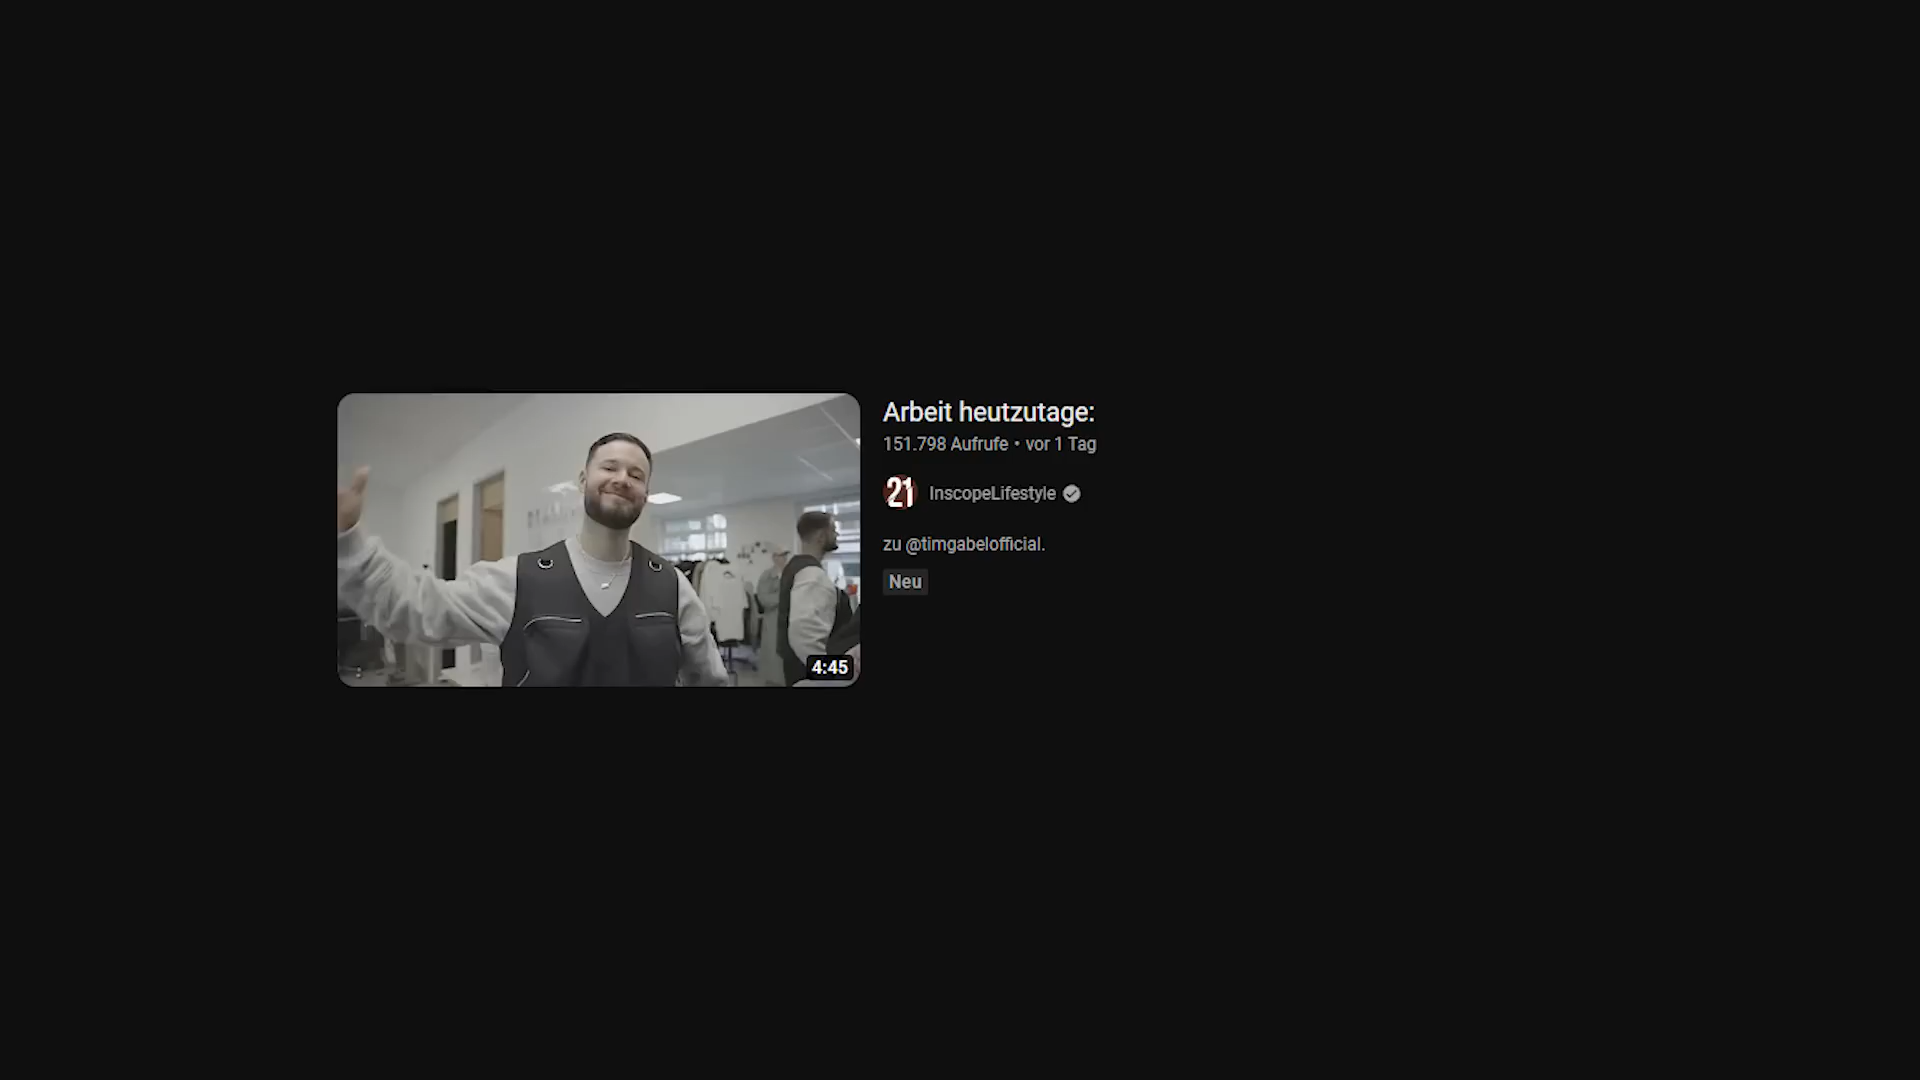 Arbeit heutzutage:
151.798 Aufrufe • vor 1 Tag
21 InscopeLifestyle
zu @timgabelofficial.
Neu
4:45